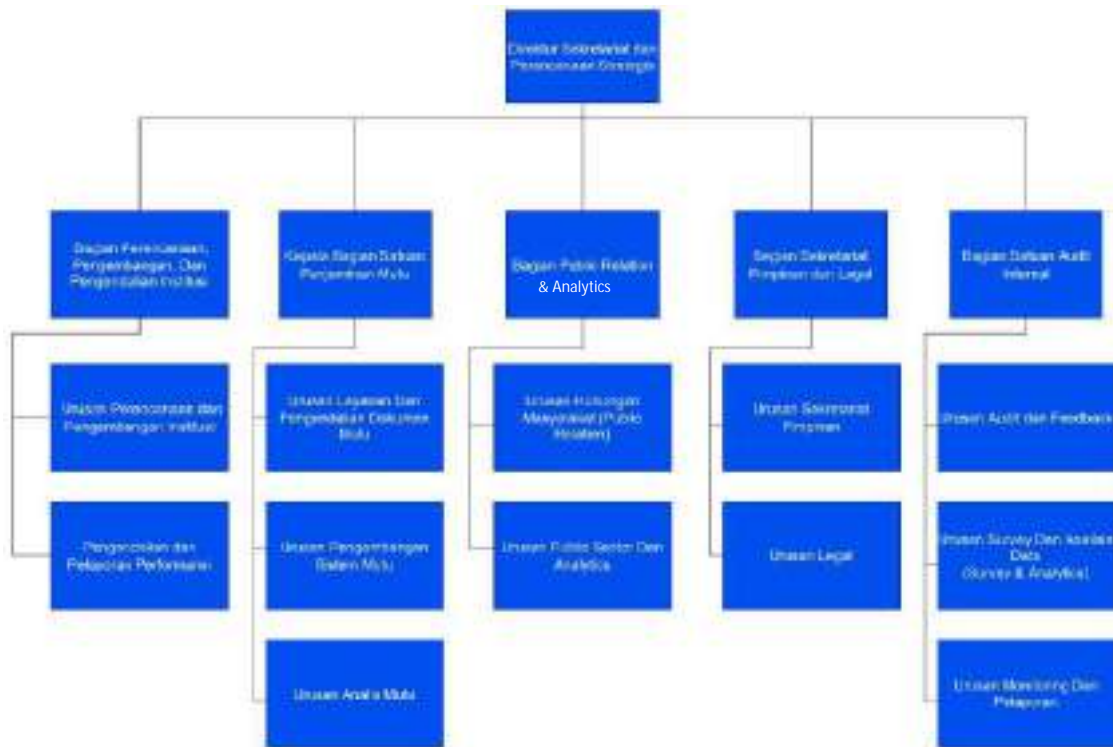 Direktur Sekretariat dan
Perencanaan Strategis
Bagian Perencanaan,
Pengembangan, Dan
Pengendalian Institusi
Kepala Bagian Satuan
Penjaminan Mutu
Bagian Public Relation
& Analytics
Bagian Sekretariat
Pimpinan dan Legal
Bagian Satuan Audit
Internal
Urusan Perencanaan dan
Pengembangan Institusi
Urusan Layanan Dan
Pengendalian Dokumen
Mutu
Urusan Hubungan
Masyarakat (Public
Relation)
Urusan Sekretariat
Pimpinan
Urusan Audit dan Feedback
Pengendalian dan
Pelaporan Performansi
Urusan Pengembangan
Sistem Mutu
Urusan Public Sector Dan
Analytics
Urusan Legal
Urusan Survey Dan
Data
(Survey & Analytics)
Urusan Analis Mutu
Urusan Monitoring Dan
Pelaporan